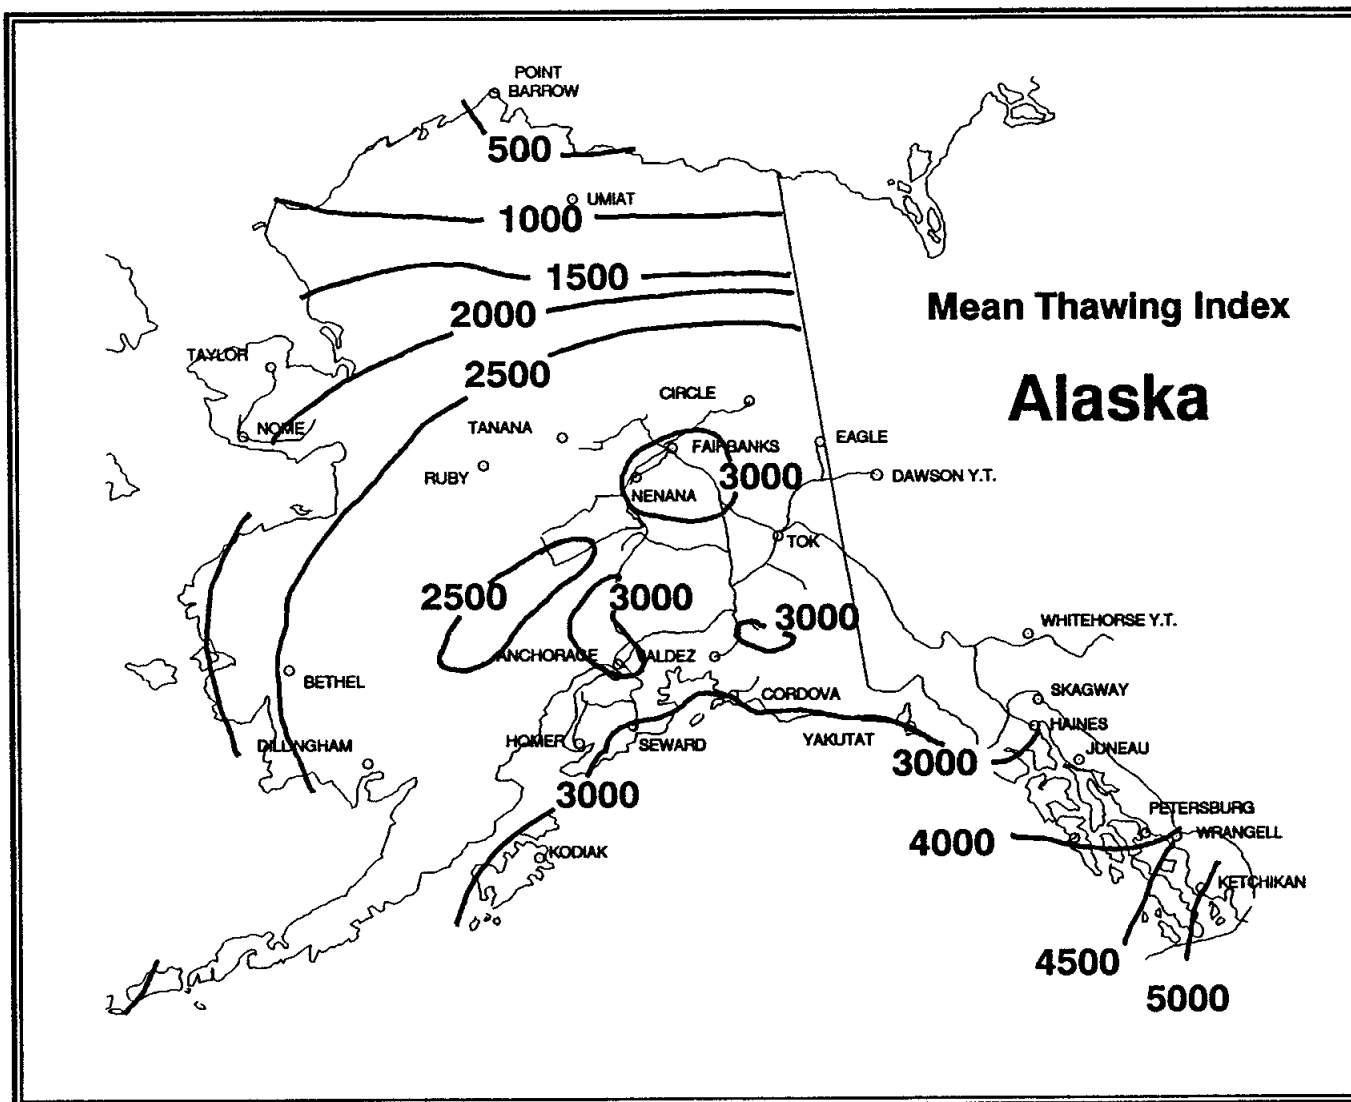 POINT
BARROW
500
UMIAT
1000
1500
2000
Mean Thawing Index
TAYLOR
2500
Alaska
CIRCLE
NOME
TANANA
EAGLE
FAIRBANKS
RUBY
3000
DAWSON Y.T.
NENANA
TOK
2500
3000
3000
WHITEHORSE Y.T.
ANCHORAGE
VALDEZ
BETHEL
SKAGWAY
CORDOVA
HAINES
YAKUTAT
DILLINGHAM
HOMER
SEWARD
JUNEAU
3000
3000
PETERSBURG
WRANGELL
4000
KODIAK
KETCHIKAN
4500
5000